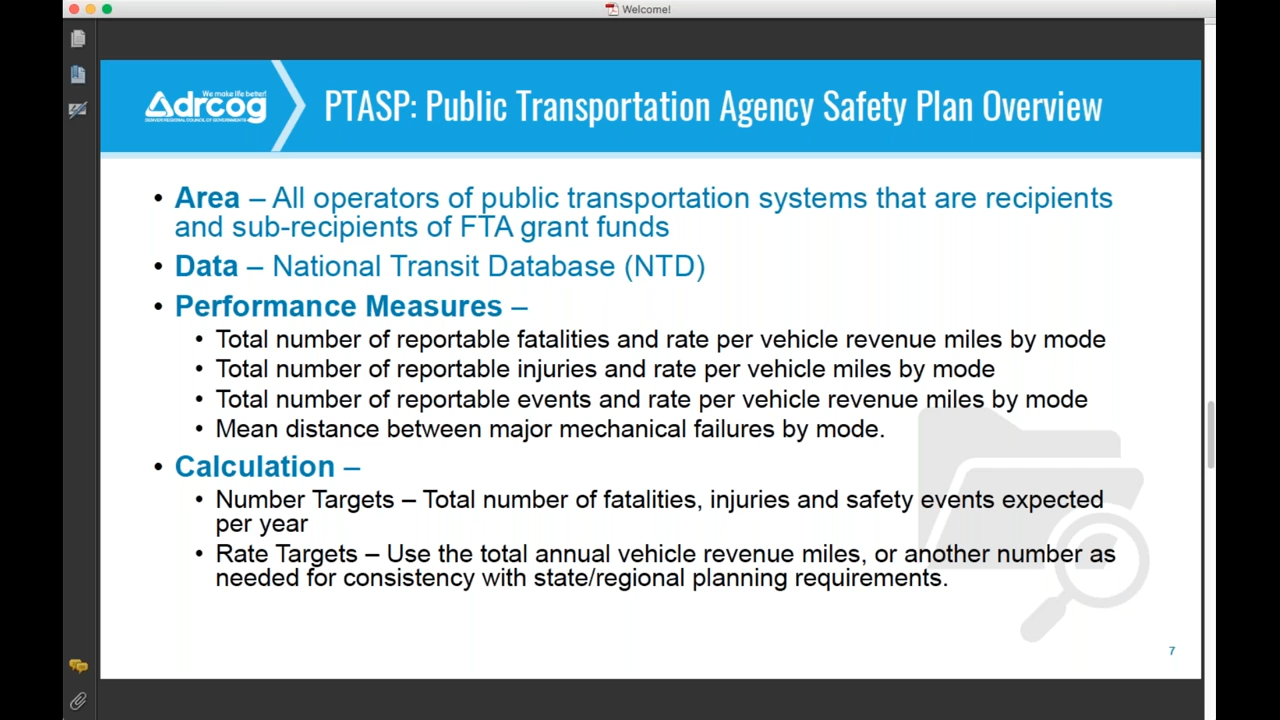 Welcome!
We make life better!
drcog
DENVER REGIONAL COUNCIL OF GOVERNMENTS
PTASP: Public Transportation Agency Safety Plan Overview
• Area – All operators of public transportation systems that are recipients
and sub-recipients of FTA grant funds
• Data – National Transit Database (NTD)
• Performance Measures –
• Total number of reportable fatalities and rate per vehicle revenue miles by mode
• Total number of reportable injuries and rate per vehicle miles by mode
• Total number of reportable events and rate per vehicle revenue miles by mode
• Mean distance between major mechanical failures by mode.
• Calculation –
• Number Targets – Total number of fatalities, injuries and safety events expected
per year
• Rate Targets – Use the total annual vehicle revenue miles, or another number as
needed for consistency with state/regional planning requirements.
7